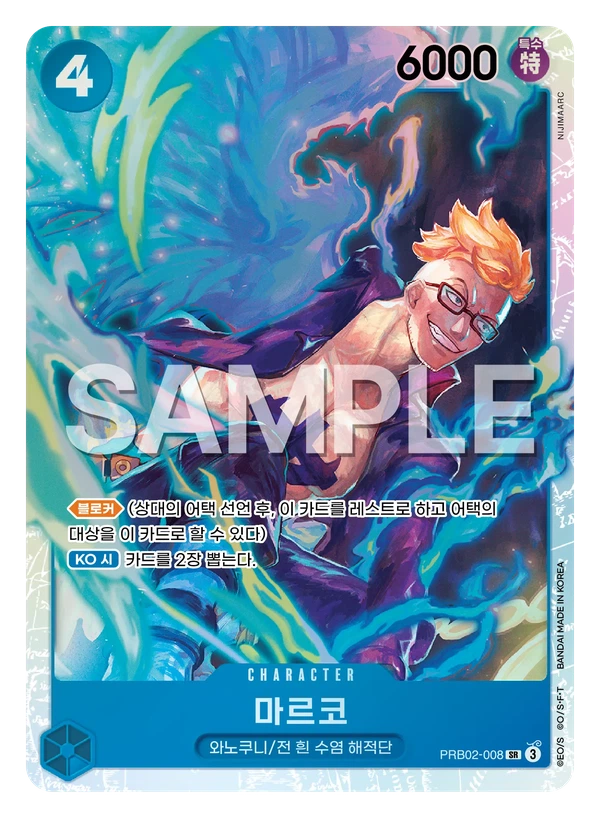 4
6000
특수
特
NIJIMAARC
SAMPLE
블로커 (상대의 어택 선언 후, 이 카드를 레스트로 하고 어택의
대상을 이 카드로 할 수 있다)
KO 시 카드를 2장 뽑는다.
CHARACTER
마르코
와노쿠니/전 흰 수염 해적단
PRB02-008 SR 3
©EO/S ©O/S·F·T BANDAI MADE IN KOREA